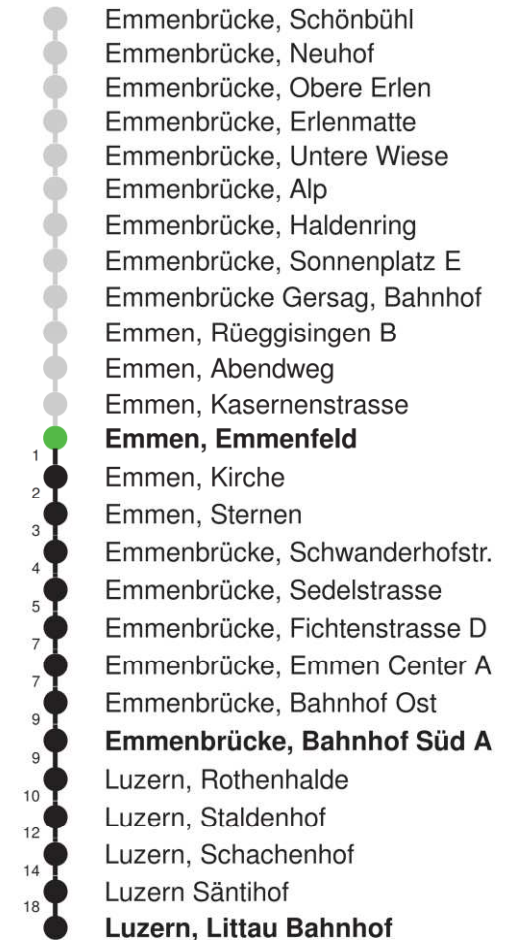 Emmenbrücke, Schönbühl
Emmenbrücke, Neuhof
Emmenbrücke, Obere Erlen
Emmenbrücke, Erlenmatte
Emmenbrücke, Untere Wiese
Emmenbrücke, Alp
Emmenbrücke, Haldenring
Emmenbrücke, Sonnenplatz E
Emmenbrücke Gersag, Bahnhof
Emmen, Rüeggisingen B
Emmen, Abendweg
Emmen, Kasernenstrasse
Emmen, Emmenfeld
1
Emmen, Kirche
2
Emmen, Sternen
3
Emmenbrücke, Schwanderhofstr.
4
Emmenbrücke, Sedelstrasse
5
Emmenbrücke, Fichtenstrasse D
7
Emmenbrücke, Emmen Center A
7
Emmenbrücke, Bahnhof Ost
9
Emmenbrücke, Bahnhof Süd A
9
Luzern, Rothenhalde
10
Luzern, Staldenhof
12
Luzern, Schachenhof
14
Luzern Säntihof
18
Luzern, Littau Bahnhof